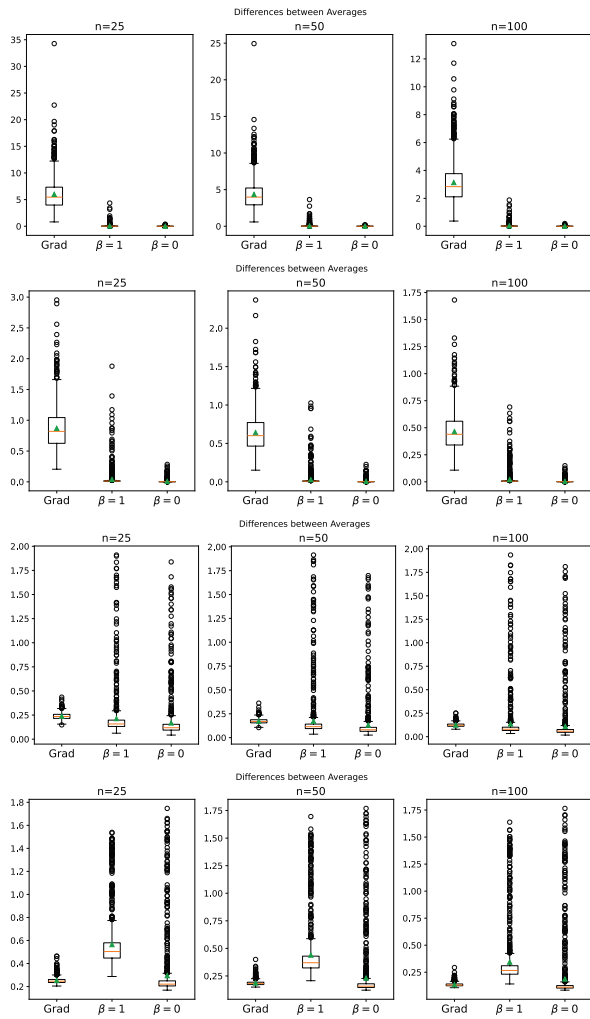 Differences between Averages
n=25 n=50 n=100
35 25 12
30 20 10
25 15 8
20 10 6
15 5 4
10 0 2
5 0
0
Grad β = 1 β = 0 Grad β = 1 β = 0 Grad β = 1 β = 0
Differences between Averages
n=25 n=50 n=100
3.0 2.0 1.75
2.5 1.5 1.50
2.0 1.0 1.25
1.5 0.5 1.00
1.0 0.0 0.75
0.5 0.50
0.0 0.25
0.00
Grad β = 1 β = 0 Grad β = 1 β = 0 Grad β = 1 β = 0
Differences between Averages
n=25 n=50 n=100
2.00 1.75 2.00
1.75 1.50 1.75
1.50 1.25 1.50
1.25 1.00 1.25
1.00 0.75 1.00
0.75 0.50 0.75
0.50 0.25 0.50
0.25 0.00 0.25
0.00 0.00
Grad β = 1 β = 0 Grad β = 1 β = 0 Grad β = 1 β = 0
Differences between Averages
n=25 n=50 n=100
1.8 1.75 1.75
1.6 1.50 1.50
1.4 1.25 1.25
1.2 1.00 1.00
1.0 0.75 0.75
0.8 0.50 0.50
0.6 0.25 0.25
0.4
0.2
Grad β = 1 β = 0 Grad β = 1 β = 0 Grad β = 1 β = 0